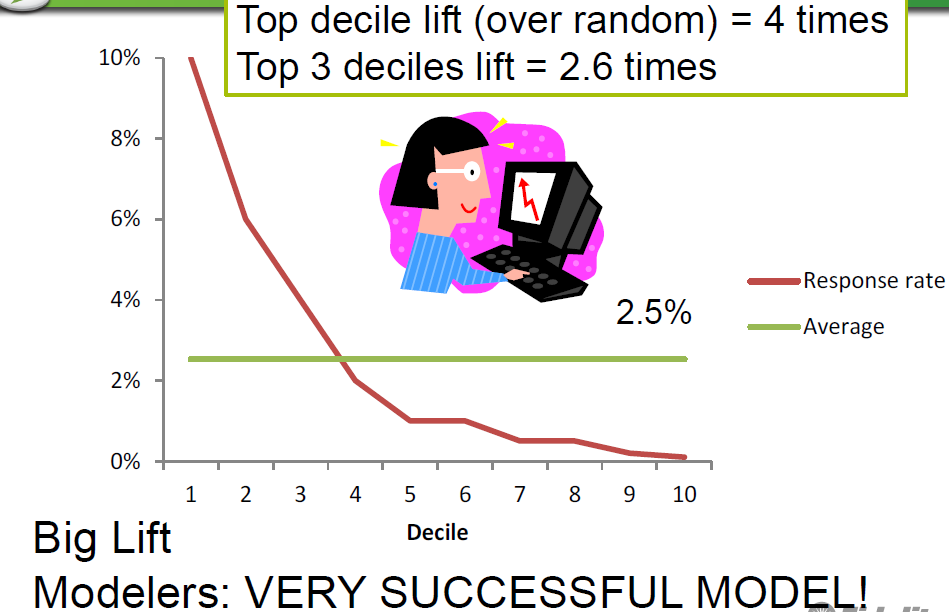 Top decile lift (over random) = 4 times
Top 3 deciles lift = 2.6 times
10%
8%
6%
4%
2%
0%
2.5%
Response rate
Average
1 2 3 4 5 6 7 8 9 10
Decile
Big Lift
Modelers: VERY SUCCESSFUL MODEL!